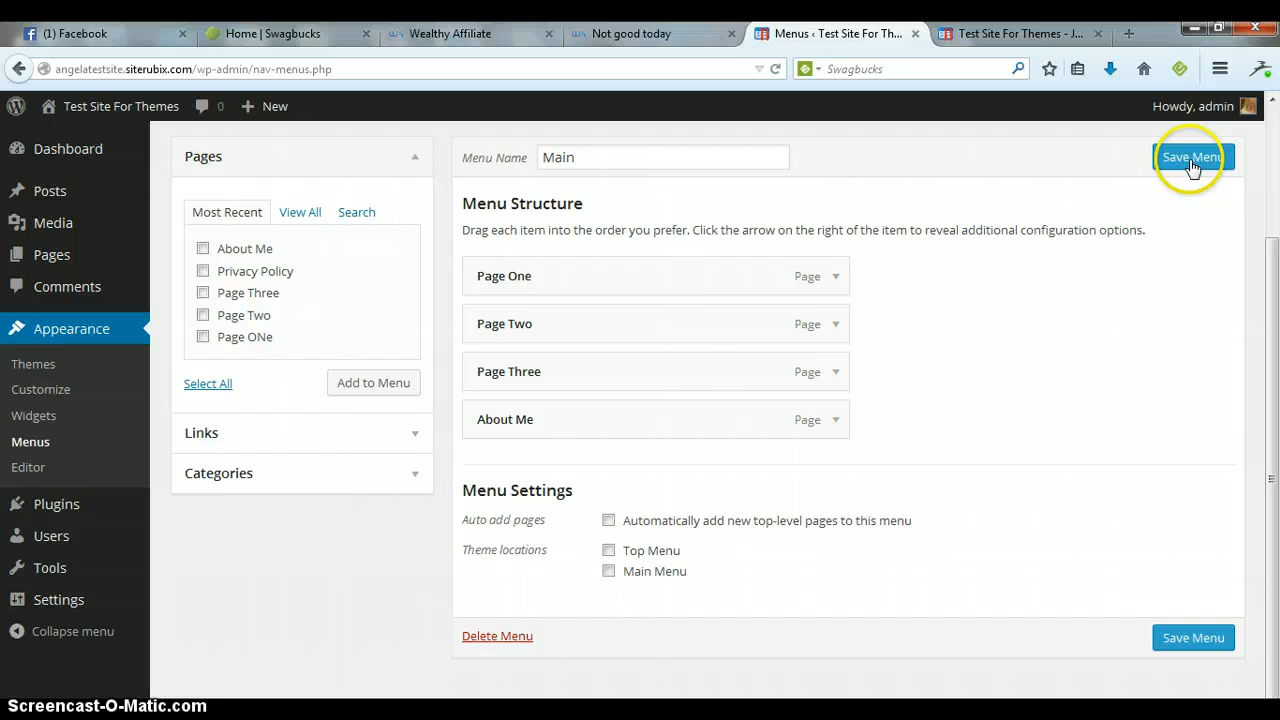 (1) Facebook
Home | Swagbucks
Wealthy Affiliate
Not good today
Menus ‹ Test Site For Th...
Test Site For Themes - J...
angelatestsite.siterubix.com/wp-admin/nav-menus.php
Swagbucks
Test Site For Themes
0
New
Howdy, admin
Dashboard
Posts
Media
Pages
Comments
Appearance
Themes
Customize
Widgets
Menus
Editor
Plugins
Users
Tools
Settings
Collapse menu
Pages
Most Recent
View All
Search
About Me
Privacy Policy
Page Three
Page Two
Page ONe
Select All
Add to Menu
Links
Categories
Menu Name
Main
Save Menu
Menu Structure
Drag each item into the order you prefer. Click the arrow on the right of the item to reveal additional configuration options.
Page One Page
Page Two Page
Page Three Page
About Me Page
Menu Settings
Auto add pages
Automatically add new top-level pages to this menu
Theme locations
Top Menu
Main Menu
Delete Menu
Save Menu
Screencast-O-Matic.com